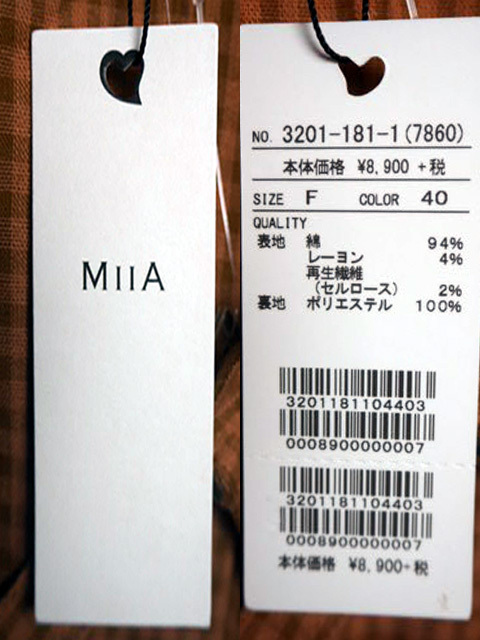 MIIA
NO. 3201-181-1(7860)
本体価格 ¥8,900 +税
SIZE F COLOR 40
QUALITY
表地 綿 94%
レーヨン 4%
再生繊維
(セルロース) 2%
裏地 ポリエステル 100%
3201181104403
0008900000007
3201181104403
0008900000007
本体価格 ¥8,900+税